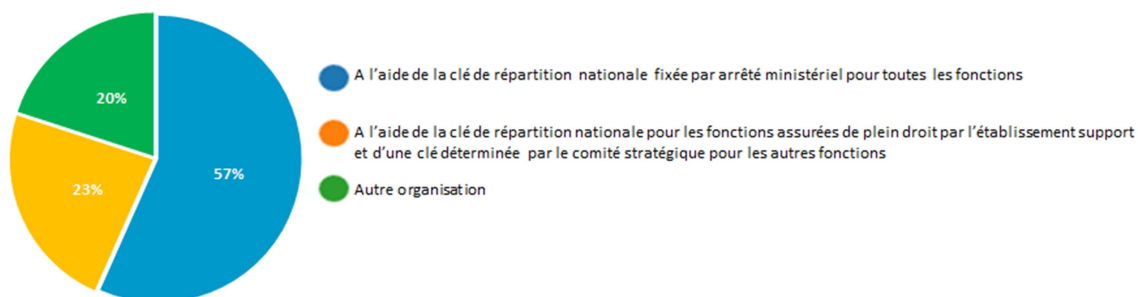 20%
57%
23%
A l'aide de la clé de répartition nationale fixée par arrêté ministériel pour toutes les fonctions
A l'aide de la clé de répartition nationale pour les fonctions assurées de plein droit par l'établissement support
et d'une clé déterminée par le comité stratégique pour les autres fonctions
Autre organisation